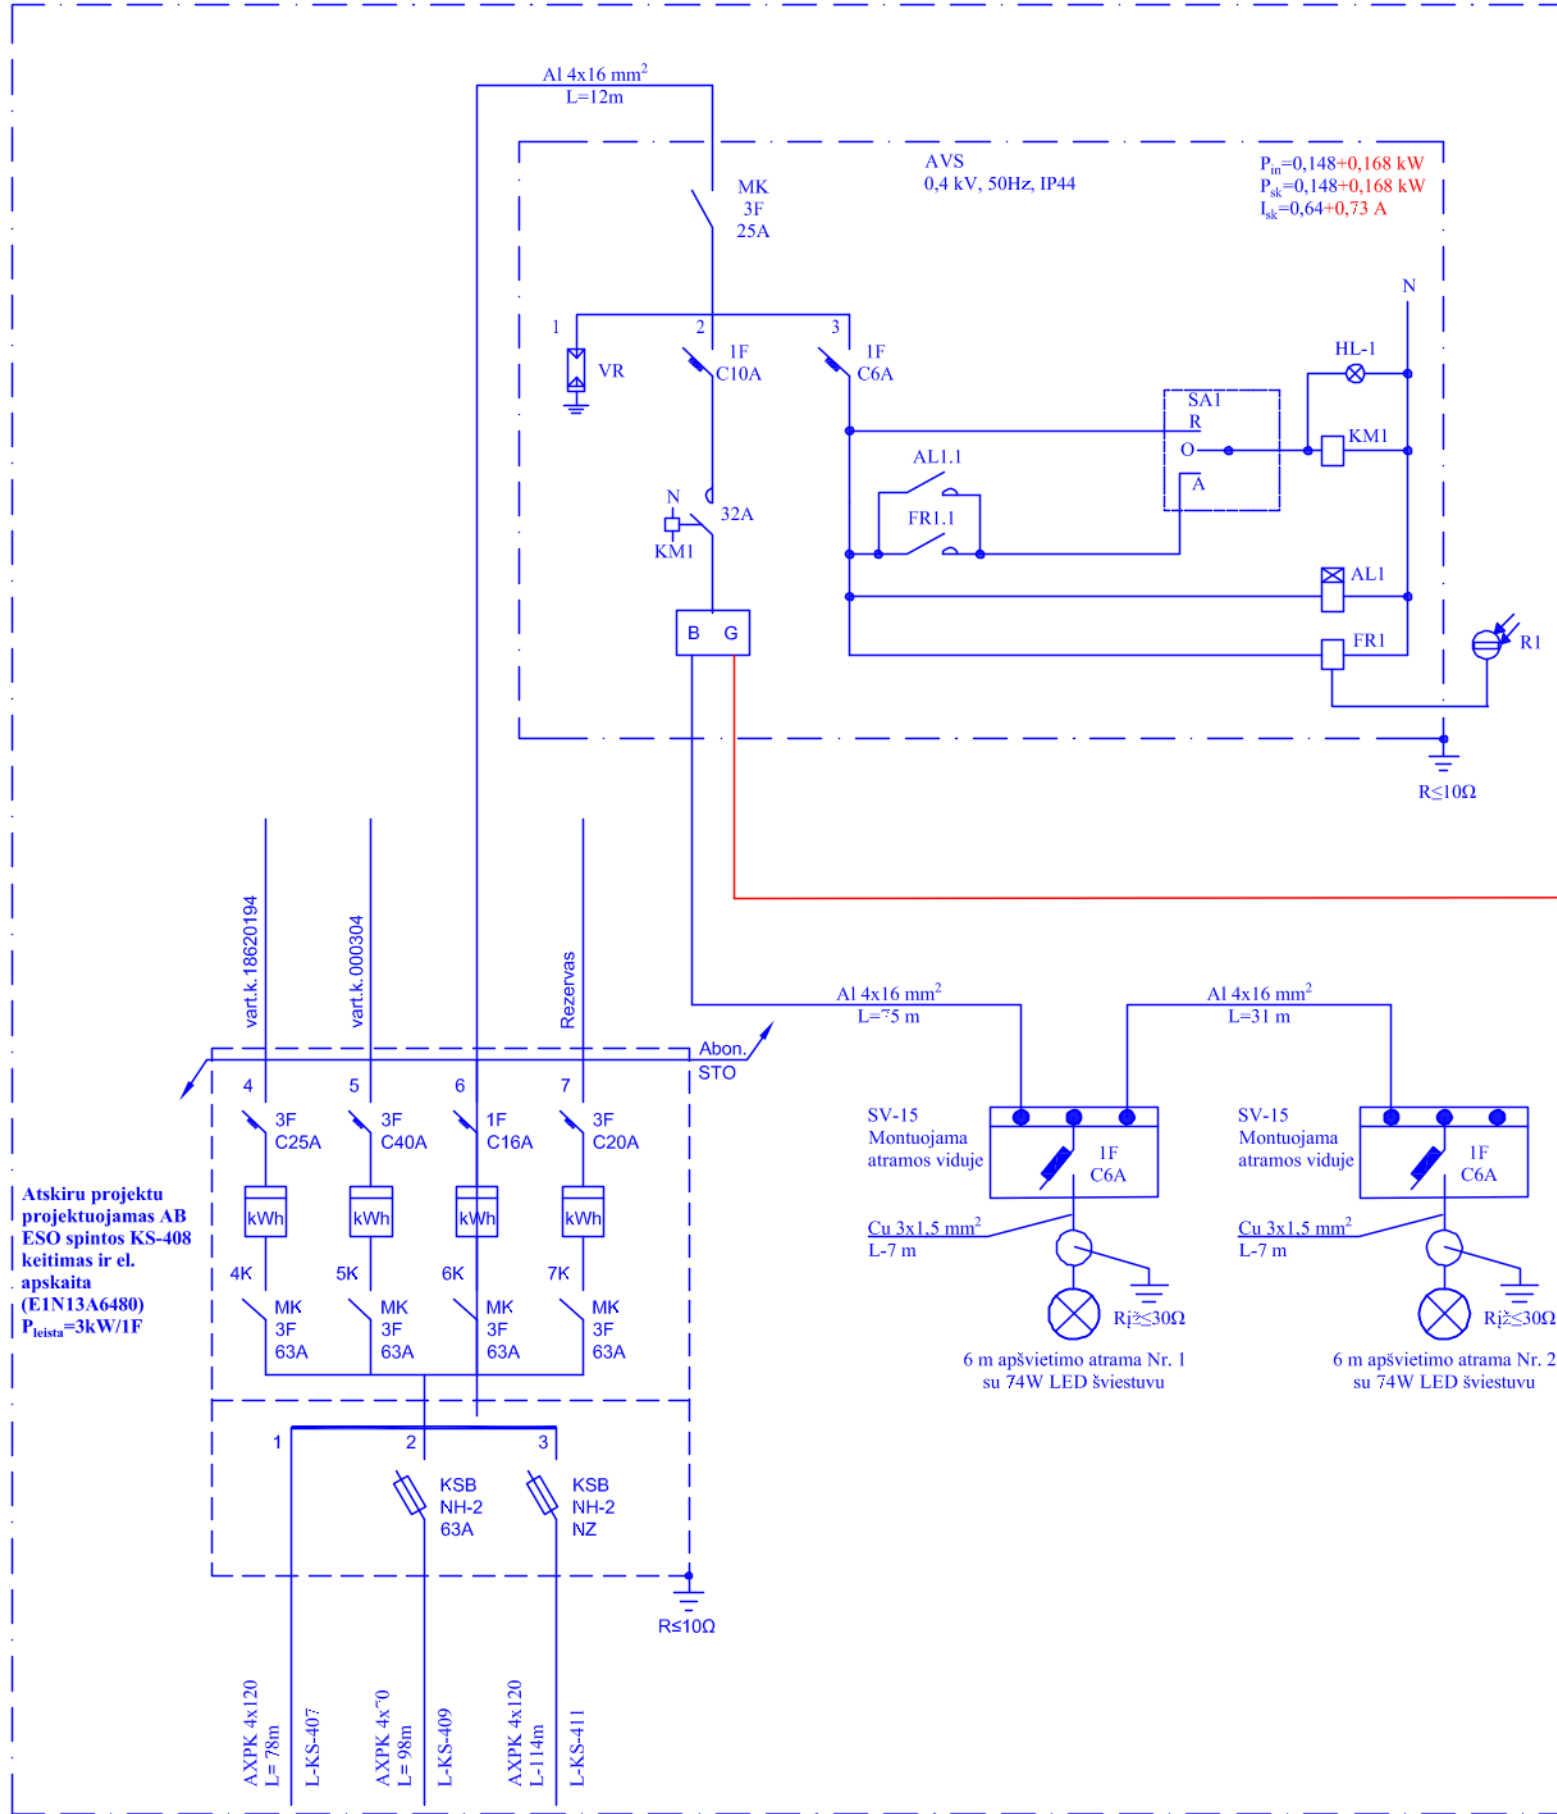 Al 4x16 mm²
L=12m
AVS
0,4 kV, 50Hz, IP44
Pin=0,148+0,168 kW
Psk=0,148+0,168 kW
Isk=0,64+0,73 A
MK
3F
25A
N
1
2
3
VR
1F
C10A
1F
C6A
HL-1
SA1
R
O
A
KM1
AL1.1
FR1.1
N
32A
KM1
AL1
FR1
B G
R1
R≤10Ω
vart.k.18620194
vart.k.000304
Rezervas
Al 4x16 mm²
L=75 m
Al 4x16 mm²
L=31 m
Abon.
STO
4
5
6
7
3F
C25A
3F
C40A
1F
C16A
3F
C20A
SV-15
Montuojama
atramos viduje
1F
C6A
SV-15
Montuojama
atramos viduje
1F
C6A
Atskiru projektu
projektuojamas AB
ESO spintos KS-408
keitimas ir el.
apskaita
(E1N13A6480)
Pleista=3kW/1F
kWh
kWh
kWh
kWh
Cu 3x1,5 mm²
L-7 m
Cu 3x1,5 mm²
L-7 m
4K
5K
6K
7K
MK
3F
63A
MK
3F
63A
MK
3F
63A
MK
3F
63A
Rįž≤30Ω
Rįž≤30Ω
6 m apšvietimo atrama Nr. 1
su 74W LED šviestuvu
6 m apšvietimo atrama Nr. 2
su 74W LED šviestuvu
1
2
3
KSB
NH-2
63A
KSB
NH-2
NZ
R≤10Ω
AXPK 4x120
L= 78m
L-KS-407
AXPK
L= 98m
L-KS-409
AXPK 4x120
L-114m
L-KS-411